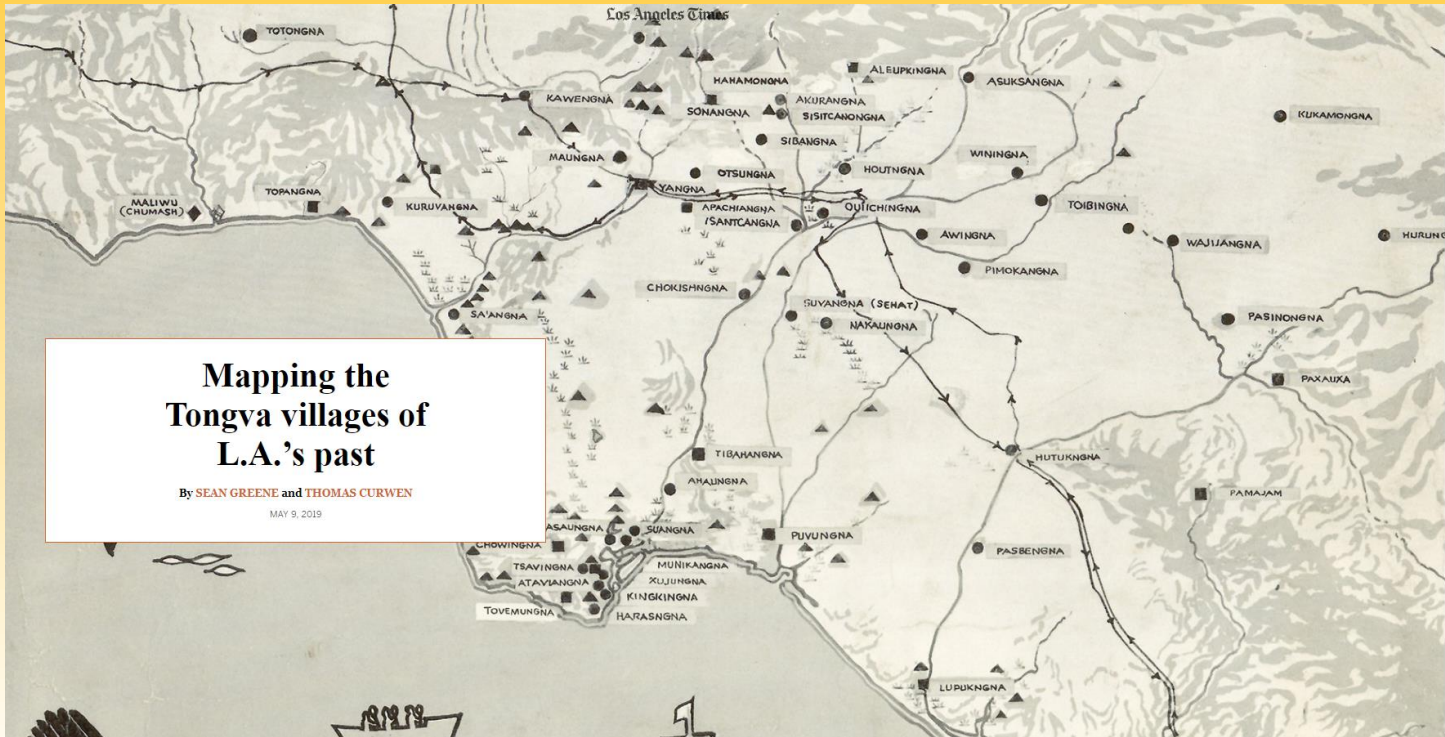 Los Angeles Times
TOTONGNA
ALEUPKINGNA
HAHAMONGNA
ASUKSANGNA
KAWENGNA
AKURANGNA
SONANGNA
SISITCANONGNA
KUKAMONGNA
SIBANGNA
MAUNGNA
WININGNA
OTSUNGNA
HOUTNGNA
YANGNA
TOPANGNA
MALIWU
(CHUMASH)
KURUVANGNA
APACHIANGNA
OUIICHINGNA
TOIBINGNA
ISANTCANGNA
AWINGNA
WAJIJANGNA
HURUNG
PIMOKANGNA
CHOKISHNGNA
SUVANGNA (SEHAT)
SA'ANGNA
NAKAUNGNA
PASINONGNA
PAXAUXA
Mapping the
Tongva villages of
L.A.’s past
By SEAN GREENE and THOMAS CURWEN
MAY 9, 2019
TIBAHANGNA
HUTUKNGNA
AHAUNGNA
PAMAJAM
ASAUNGNA
SUANGNA
PUVUNGNA
CHOWINGNA
PASBENGNA
TSAVINGNA
MUNIKANGNA
ATAVIANGNA
XUJUNGNA
KINGKINGNA
TOVEMUNGNA
HARASNGNA
LUPUKNGNA